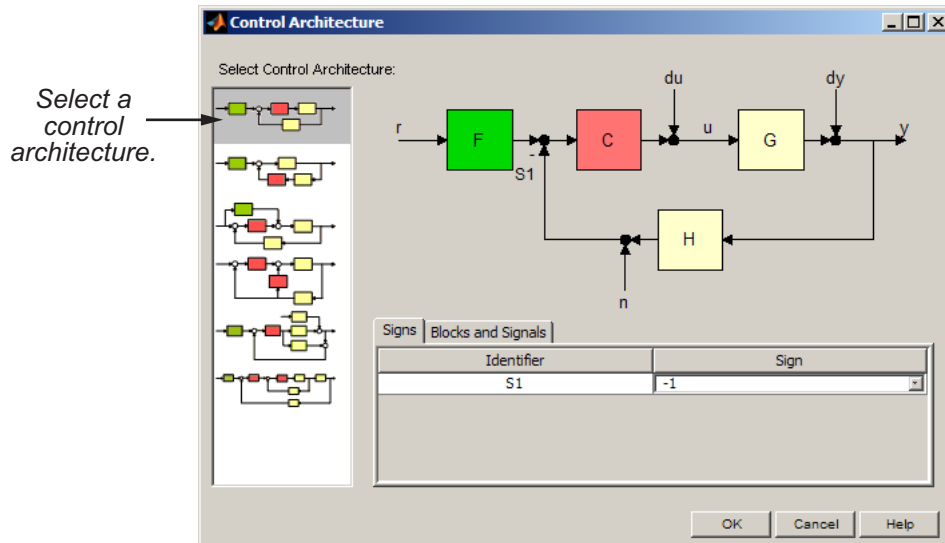 Control Architecture
Select Control Architecture:
Select a
control
architecture.
du
dy
r
F
C
u
G
y
-
S1
H
n
Signs
Blocks and Signals
Identifier
Sign
S1
-1
OK
Cancel
Help